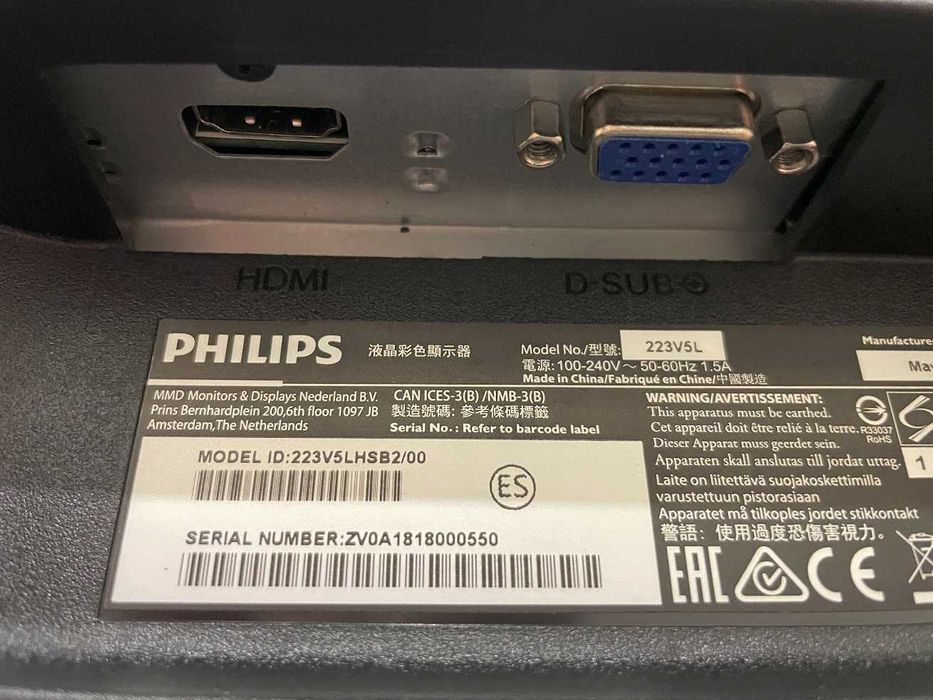 HDMI
D-SUB
PHILIPS
液晶彩色顯示器
Model No./型號:
223V5L
電源: 100-240V ~ 50-60Hz 1.5A
Made in China/Fabriqué en Chine/中國製造
MMD Monitors & Displays Nederland B.V.
Prins Bernhardplein 200,6th floor 1097 JB
Amsterdam,The Netherlands
CAN ICES-3(B) /NMB-3(B)
製造號碼: 參考條碼標籤
Serial No. : Refer to barcode label
MODEL ID:223V5LHSB2/00
ES
SERIAL NUMBER:ZV0A1818000550
WARNING/AVERTISSEMENT:
This apparatus must be earthed.
Cet appareil doit être relié à la terre.
Dieser Apparat muss geerdet sein.
Apparaten skall anslutas till jordat uttag.
Laite on liitettävä suojakoskettimilla
varustettuun pistorasiaan
Apparatet må tilkoples jordet stikkontakt
警語: 使用過度恐傷害視力。
R33037
RoHS
1
EAC
CE